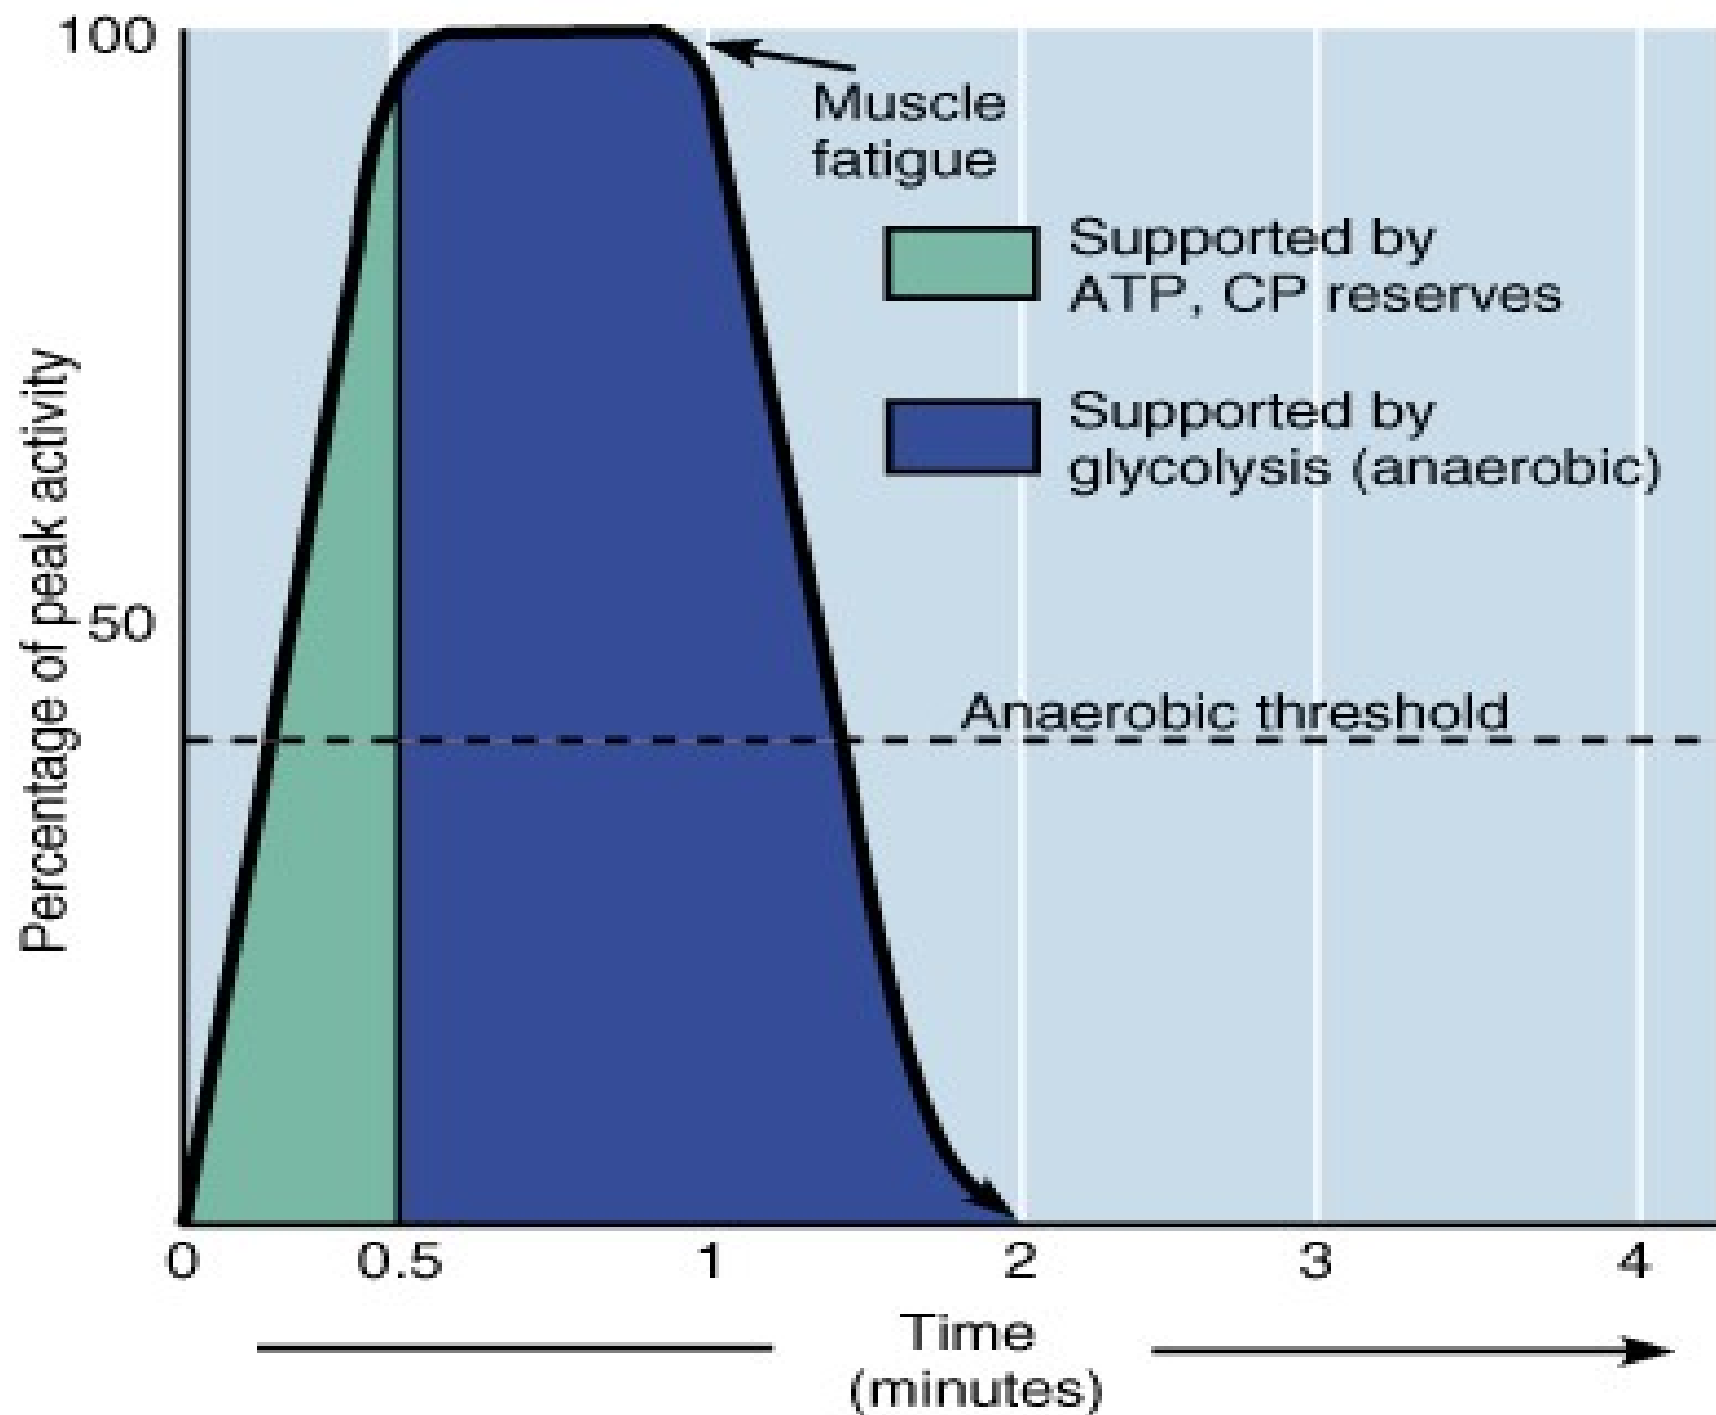 100
Muscle
fatigue
Supported by
ATP, CP reserves
Supported by
glycolysis (anaerobic)
Percentage of peak activity
50
Anaerobic threshold
0 0.5 1 2 3 4
Time
(minutes)